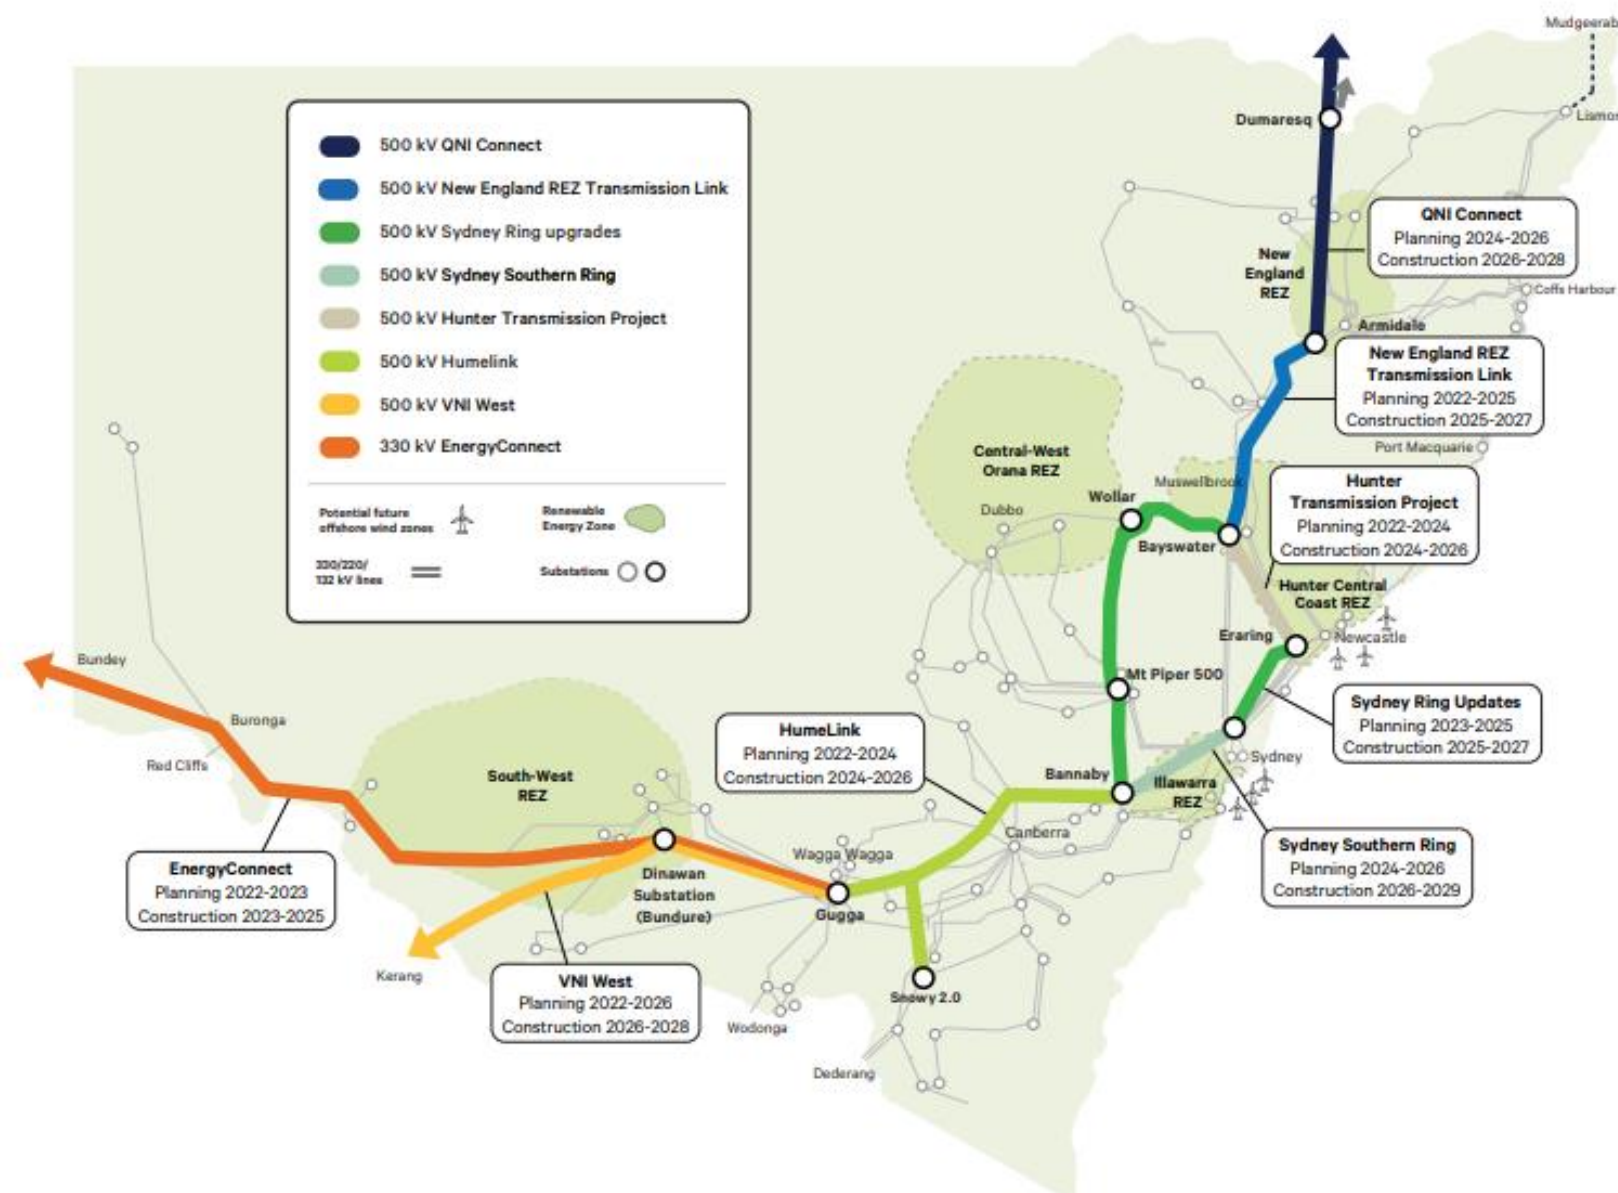 Mudgeerab
Lismor
Dumaresq
500 kV QNI Connect
500 kV New England REZ Transmission Link
500 kV Sydney Ring upgrades
500 kV Sydney Southern Ring
500 kV Hunter Transmission Project
500 kV Humelink
500 kV VNI West
330 kV EnergyConnect
Potential future
offshore wind zones
Renewable
Energy Zone
330/220/
132 kV lines
Substations
QNI Connect
Planning 2024-2026
Construction 2026-2028
New
England
REZ
Coffs Harbour
Armidale
New England REZ
Transmission Link
Planning 2022-2025
Construction 2025-2027
Port Macquarie
Central-West
Orana REZ
Muswellbrook
Wollar
Dubbo
Bayswater
Hunter
Transmission Project
Planning 2022-2024
Construction 2024-2026
Hunter Central
Coast REZ
Eraring
Newcastle
Bundey
Buronga
Red Cliffs
Mt Piper 500
Sydney Ring Updates
Planning 2023-2025
Construction 2025-2027
HumeLink
Planning 2022-2024
Construction 2024-2026
Sydney
Bannaby
Illawarra
REZ
South-West
REZ
Canberra
Wagga Wagga
Sydney Southern Ring
Planning 2024-2026
Construction 2026-2029
EnergyConnect
Planning 2022-2023
Construction 2023-2025
Dinawan
Substation
(Bundure)
Gugga
Kerang
VNI West
Planning 2022-2026
Construction 2026-2028
Snowy 2.0
Wodonga
Dederang